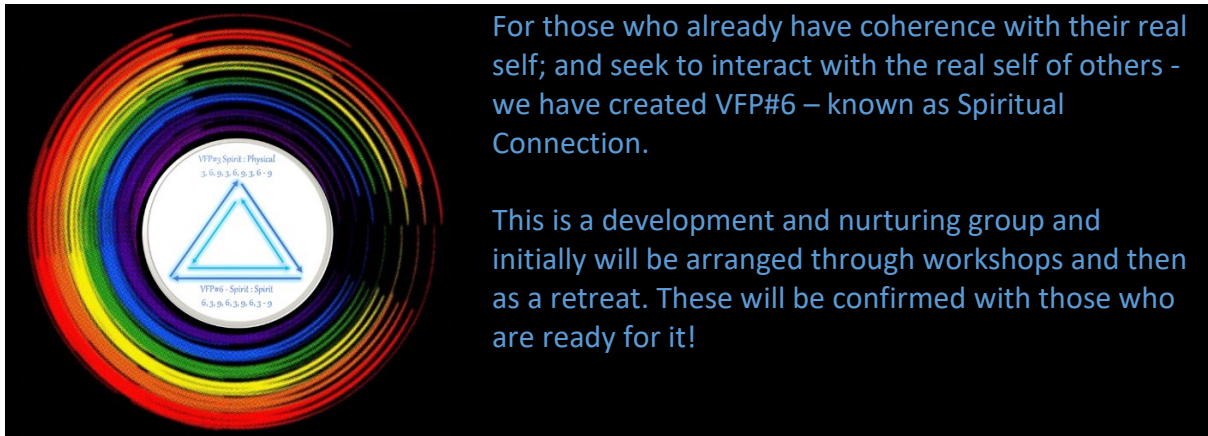 VFP#3 Spirit : Physical
3, 6, 9, 3, 6, 9, 3, 6 - 9
VFP#6 - Spirit : Spirit
6, 3, 9, 6, 3, 9, 6, 3 - 9
For those who already have coherence with their real
self; and seek to interact with the real self of others -
we have created VFP#6 – known as Spiritual
Connection.
This is a development and nurturing group and
initially will be arranged through workshops and then
as a retreat. These will be confirmed with those who
are ready for it!